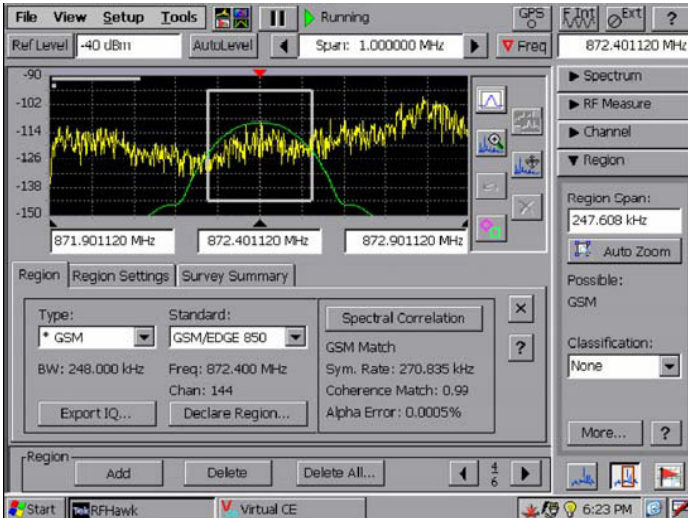 File View Setup Tools Running GPS F,Int Ext ?
Ref Level -40 dBm AutoLevel Span: 1.000000 MHz Freq 872.401120 MHz
-90
-102
-114
-126
-138
-150
871.901120 MHz 872.401120 MHz 872.901120 MHz
Spectrum
RF Measure
Channel
Region
Region Span:
247.608 kHz
Auto Zoom
Possible:
GSM
Classification:
None
More... ?
Region Region Settings Survey Summary
Type: Standard: Spectral Correlation
* GSM GSM/EDGE 850 GSM Match
BW: 248.000 kHz Freq: 872.400 MHz Sym. Rate: 270.835 kHz
Chan: 144 Coherence Match: 0.99
Export IQ... Declare Region... Alpha Error: 0.0005%
?
Region
Add Delete Delete All... 4/6
Start Tek RFHawk Virtual CE 6:23 PM